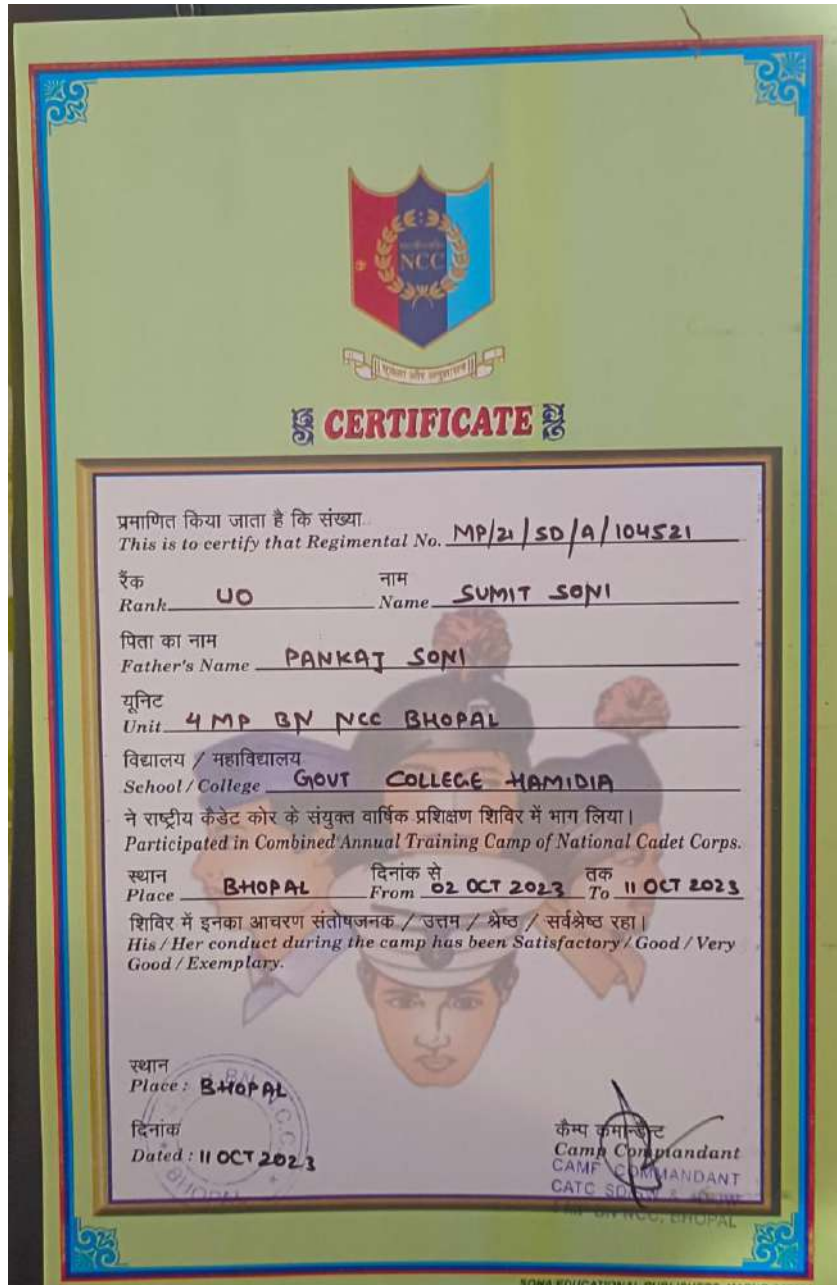 NCC
एकता और अनुशासन
CERTIFICATE
प्रमाणित किया जाता है कि संख्या..
This is to certify that Regimental No. MP/21/SD/A/104521
रैंक नाम
Rank UO Name SUMIT SONI
पिता का नाम
Father's Name PANKAJ SONI
यूनिट
Unit 4 MP BN NCC BHOPAL
विद्यालय / महाविद्यालय
School/College GOVT COLLEGE HAMIDIA
ने राष्ट्रीय कैडेट कोर के संयुक्त वार्षिक प्रशिक्षण शिविर में भाग लिया।
Participated in Combined Annual Training Camp of National Cadet Corps.
स्थान दिनांक से तक
Place BHOPAL From 02 OCT 2023 To 11 OCT 2023
शिविर में इनका आचरण संतोषजनक / उत्तम / श्रेष्ठ / सर्वश्रेष्ठ रहा।
His / Her conduct during the camp has been Satisfactory / Good / Very
Good / Exemplary.
स्थान
Place : BHOPAL
दिनांक
Dated : 11 OCT 2023
कैम्प कमान्डेन्ट
Camp Commandant
CAMP COMMANDANT
CATC
BN NCC, BHOPAL